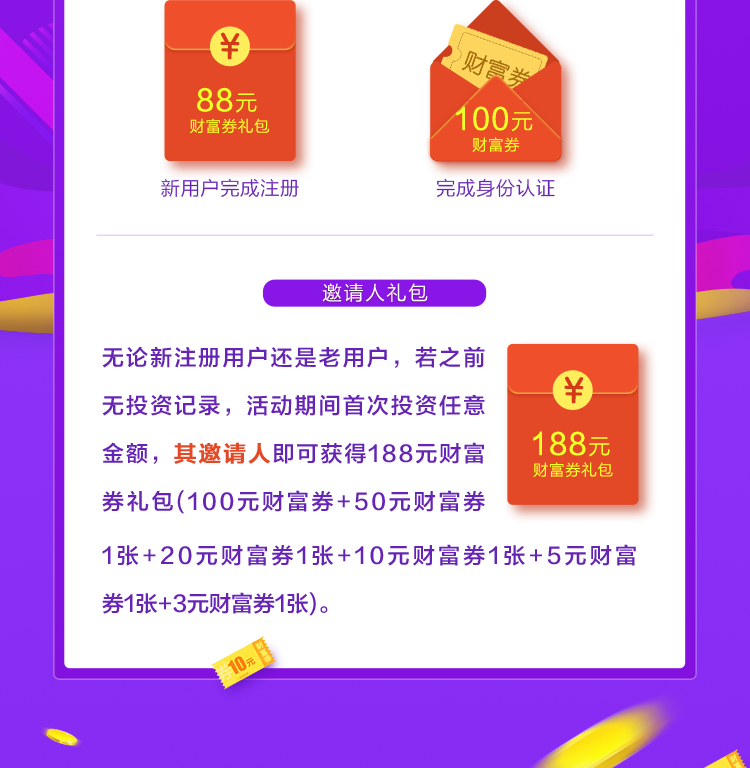 ¥
88元
财富券礼包
新用户完成注册
财富券
100元
财富券
完成身份认证
邀请人礼包
无论新注册用户还是老用户，若之前
无投资记录，活动期间首次投资任意
金额，其邀请人即可获得188元财富
券礼包(100元财富券+50元财富券
1张+20元财富券1张+10元财富券1张+5元财富
券1张+3元财富券1张)。
¥
188元
财富券礼包
10元